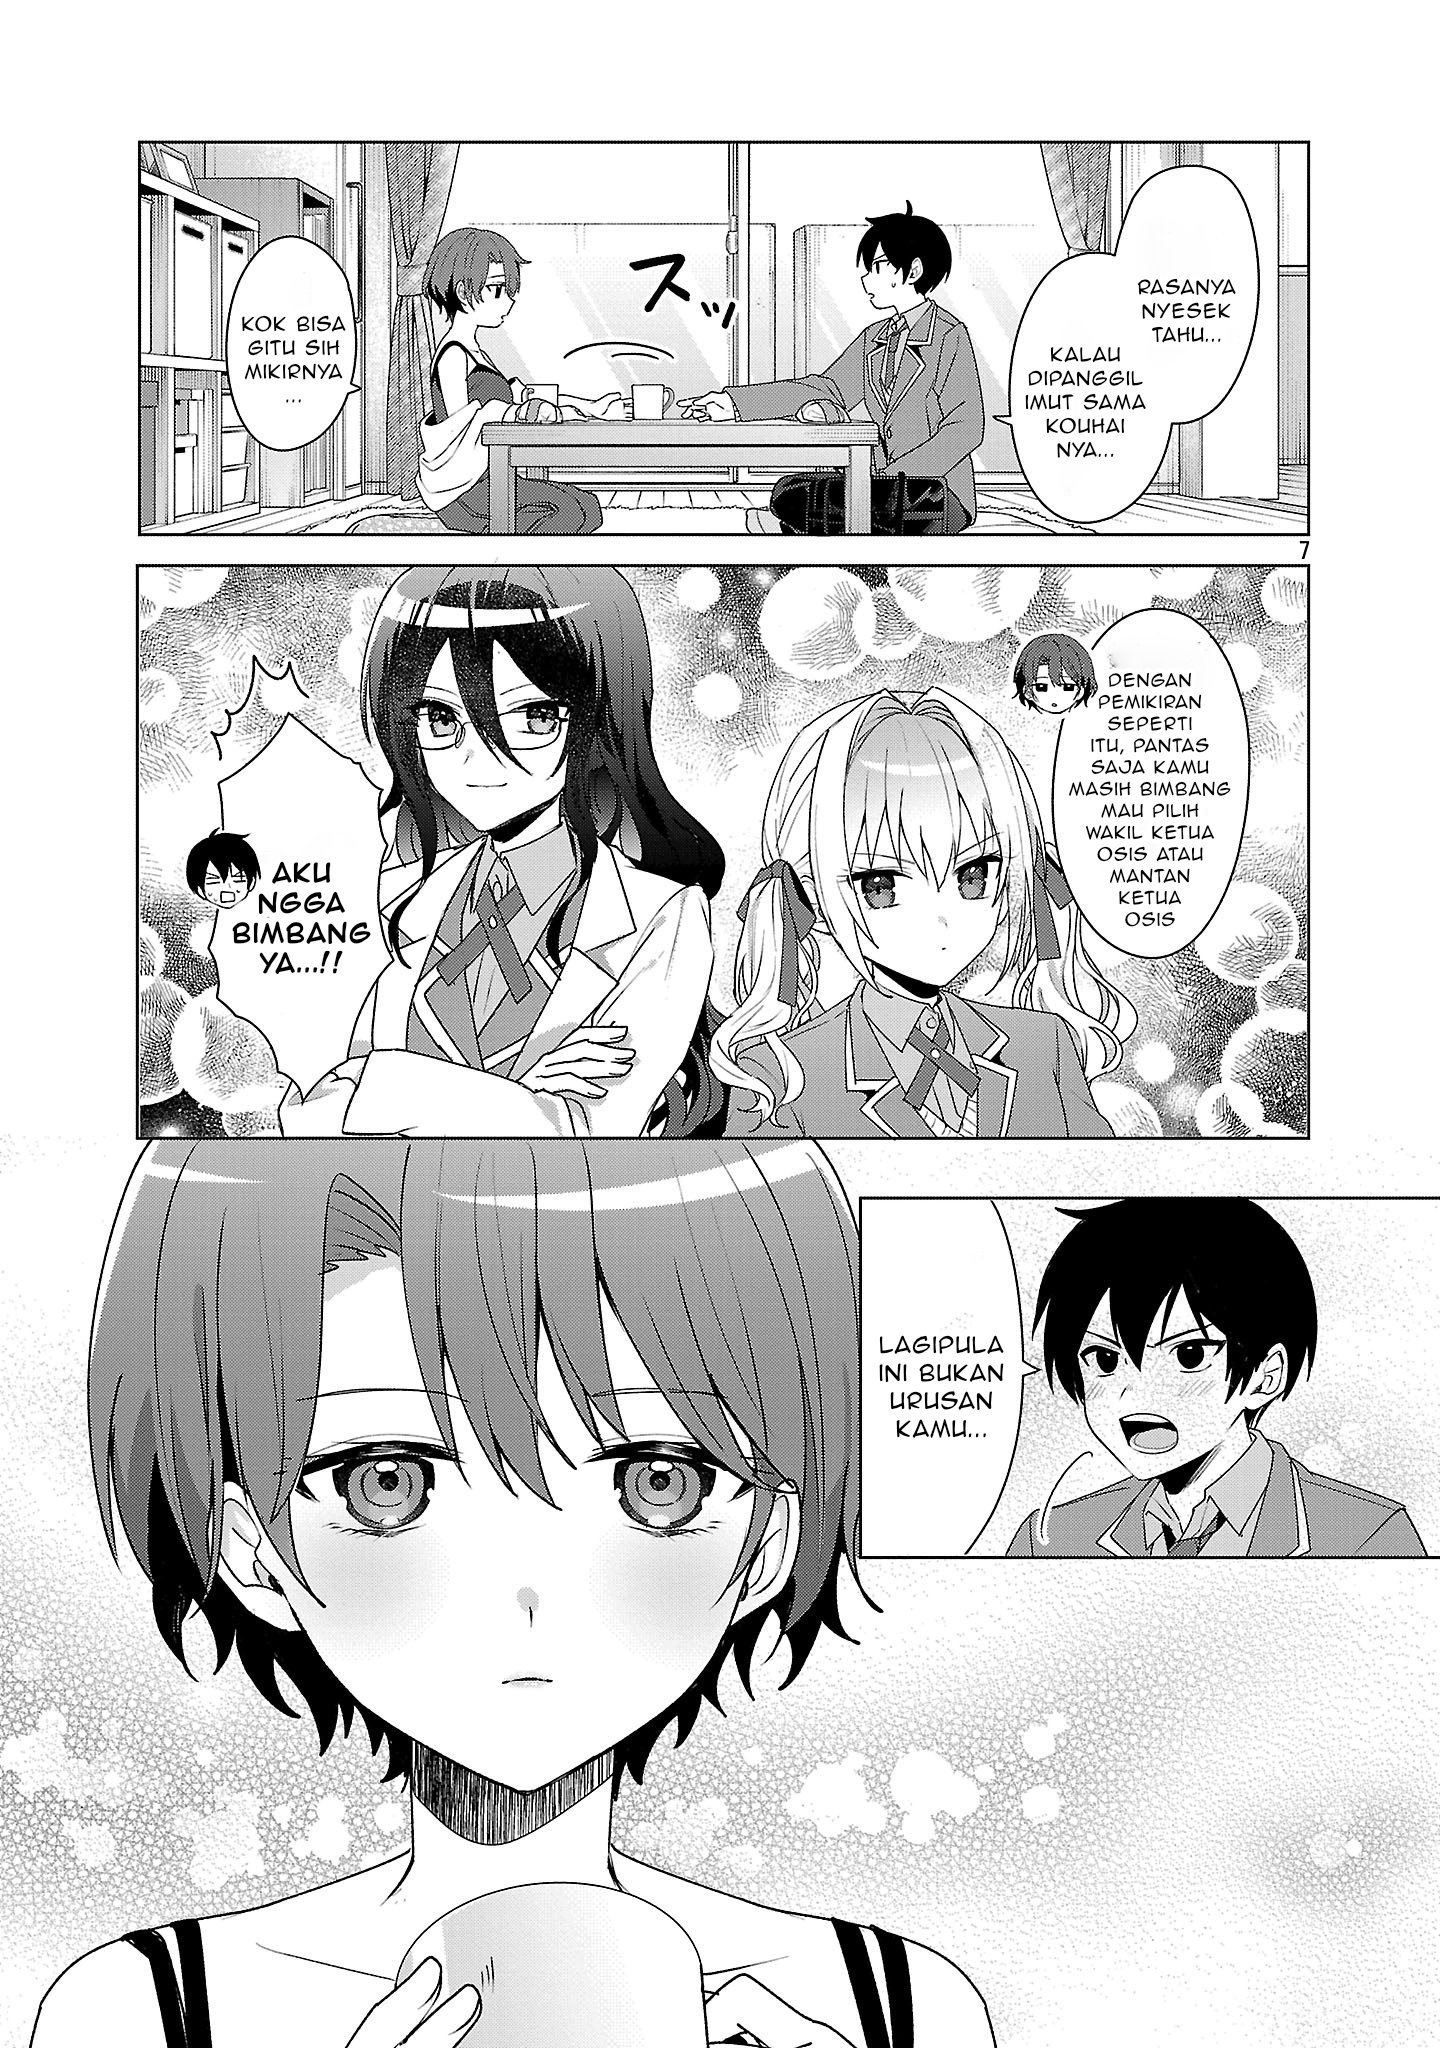 RASANYA
NYESEK
TAHU...
KALAU
DIPANGGIL
IMUT SAMA
KOUHAI
NYA...
スッ
KOK BISA
GITU SIH
MIKIRNYA
...
7
DENGAN
PEMIKIRAN
SEPERTI
ITU, PANTAS
SAJA KAMU
MASIH BIMBANG
MAU PILIH
WAKIL KETUA
OSIS ATAU
MANTAN
KETUA
OSIS
AKU
NGGA
BIMBANG
YA...!!
LAGIPULA
INI BUKAN
URUSAN
KAMU...